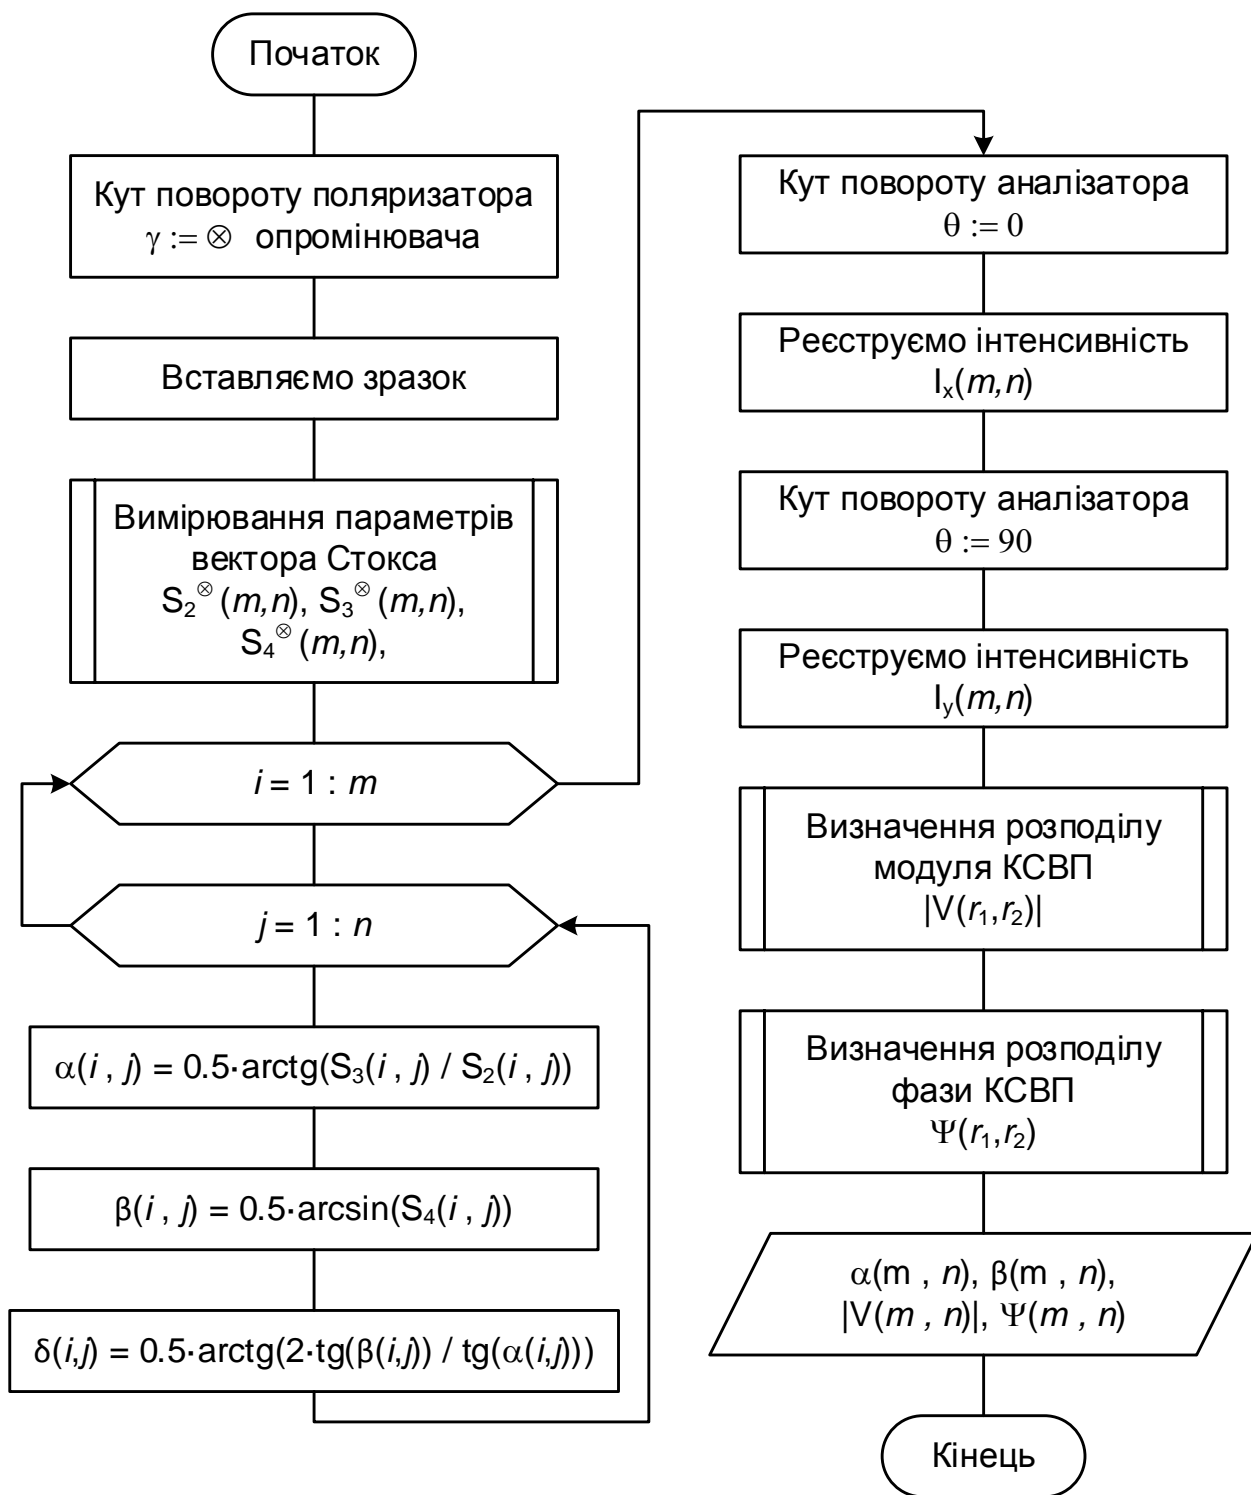 Початок
Кут повороту поляризатора
γ := ⊗ опромінювача
Вставляємо зразок
Вимірювання параметрів
вектора Стокса
S₂^⊗ (m,n), S₃^⊗ (m,n),
S₄^⊗ (m,n),
i = 1 : m
j = 1 : n
α(i , j) = 0.5·arctg(S₃(i , j) / S₂(i , j))
β(i , j) = 0.5·arcsin(S₄(i , j))
δ(i,j) = 0.5·arctg(2·tg(β(i,j)) / tg(α(i,j)))
Кут повороту аналізатора
θ := 0
Реєструємо інтенсивність
Iₓ(m,n)
Кут повороту аналізатора
θ := 90
Реєструємо інтенсивність
I_y(m,n)
Визначення розподілу
модуля КСВП
|V(r₁,r₂)|
Визначення розподілу
фази КСВП
Ψ(r₁,r₂)
α(m , n), β(m , n),
|V(m , n)|, Ψ(m , n)
Кінець